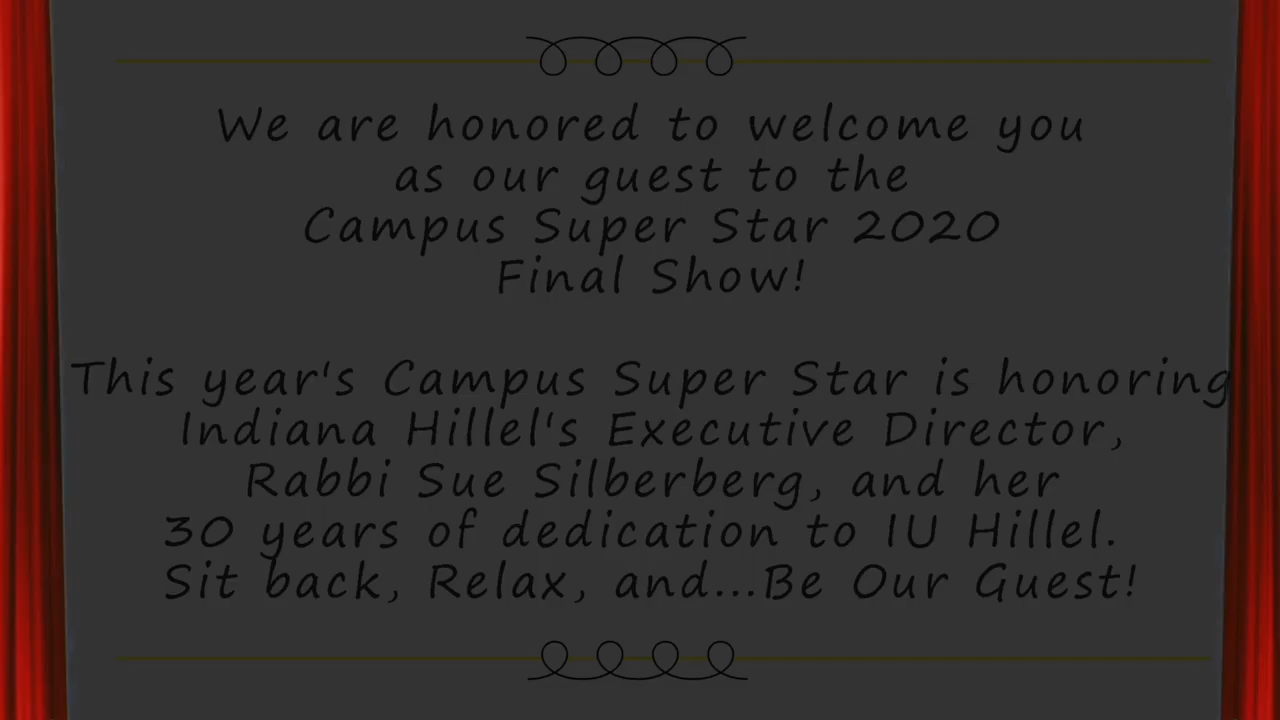 We are honored to welcome you
as our guest to the
Campus Super Star 2020
Final Show!
This year's Campus Super Star is honoring
Indiana Hillel's Executive Director,
Rabbi Sue Silberberg, and her
30 years of dedication to IU Hillel.
Sit back, Relax, and...Be Our Guest!